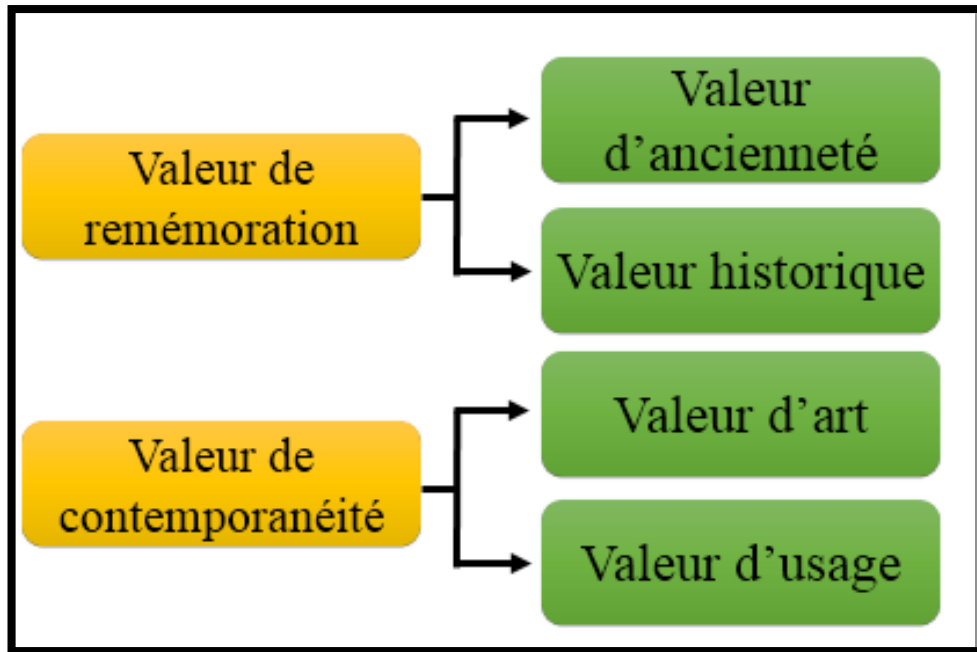 Valeur de
remémoration
Valeur
d’ancienneté
Valeur historique
Valeur de
contemporanéité
Valeur d’art
Valeur d’usage